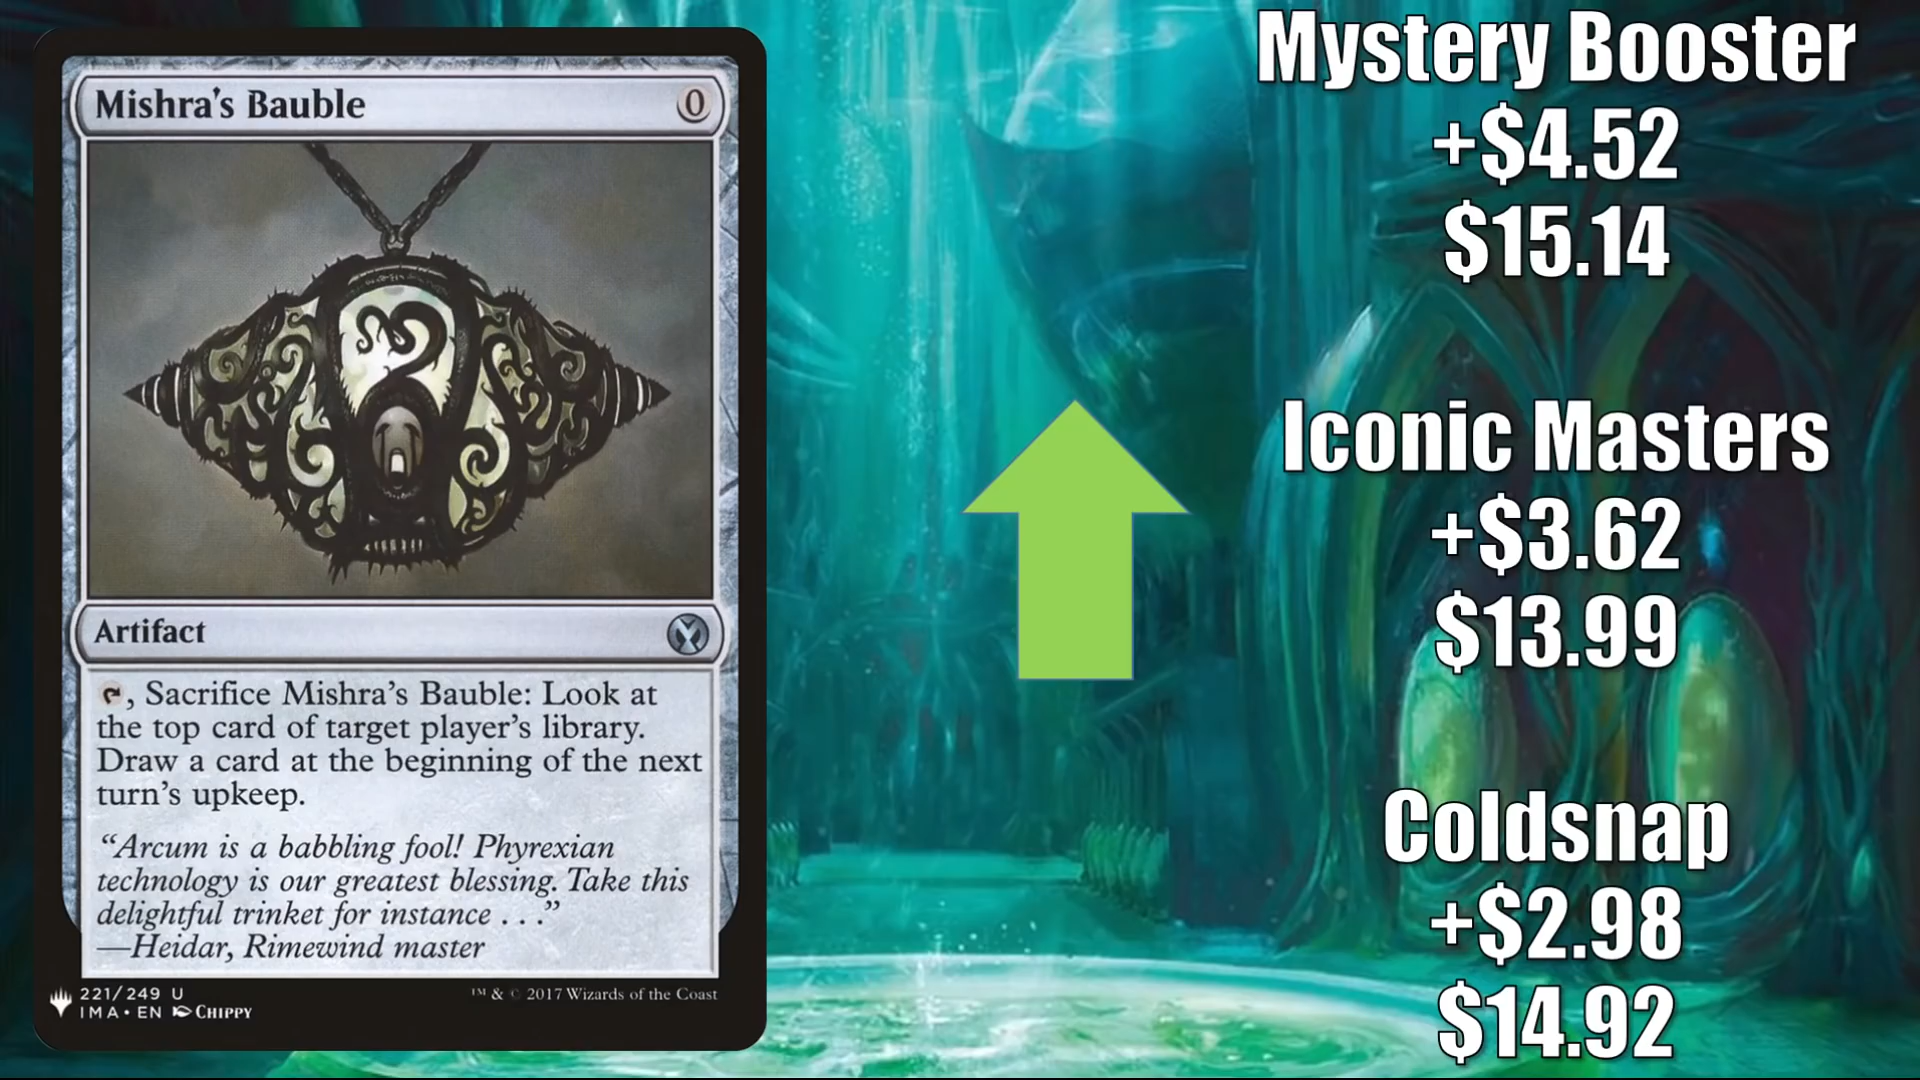 Mishra's Bauble
0
Artifact
, Sacrifice Mishra's Bauble: Look at
the top card of target player's library.
Draw a card at the beginning of the next
turn's upkeep.
“Arcum is a babbling fool! Phyrexian
technology is our greatest blessing. Take this
delightful trinket for instance . . .”
—Heidar, Rimewind master
221/249 U
IMA • EN CHIPPY
™ & © 2017 Wizards of the Coast
Mystery Booster
+$4.52
$15.14
Iconic Masters
+$3.62
$13.99
Coldsnap
+$2.98
$14.92